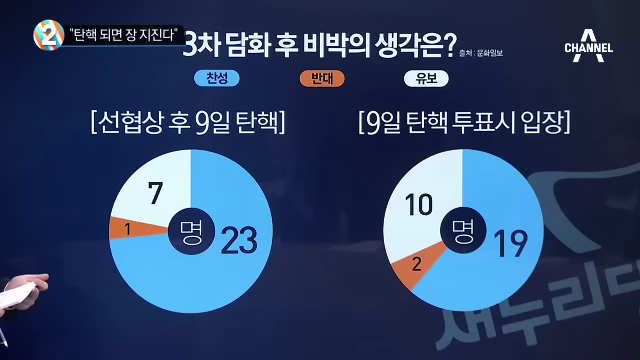 2 "탄핵 되면 장 지진다"
3차 담화 후 비박의 생각은? 출처 : 문화일보
CHANNEL A
찬성 반대 유보
[선협상 후 9일 탄핵] [9일 탄핵 투표시 입장]
7 1 명 23
10 2 명 19
새누리당